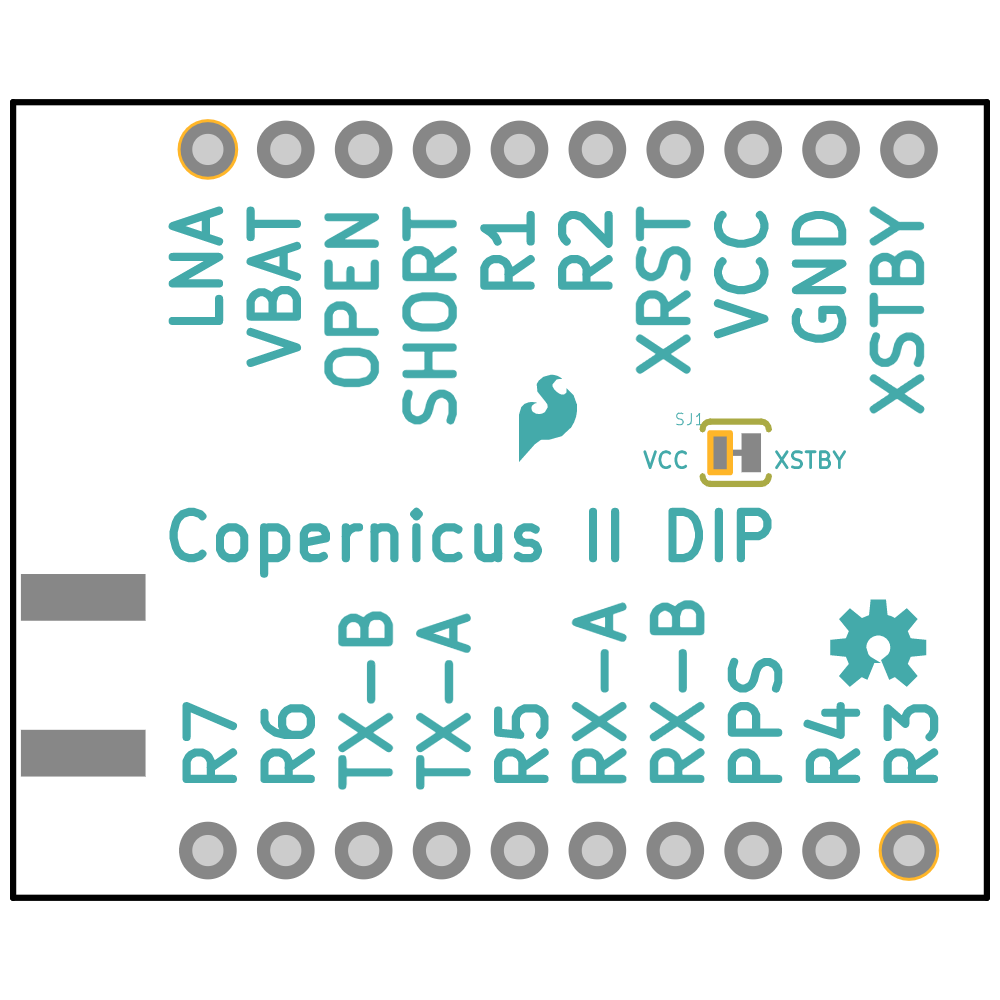 LNA
VBAT
OPEN
SHORT
R1
R2
XRST
VCC
GND
XSTBY
SJ1
VCC
XSTBY
Copernicus II DIP
R7
R6
TX-B
TX-A
R5
RX-A
RX-B
PPS
R4
R3